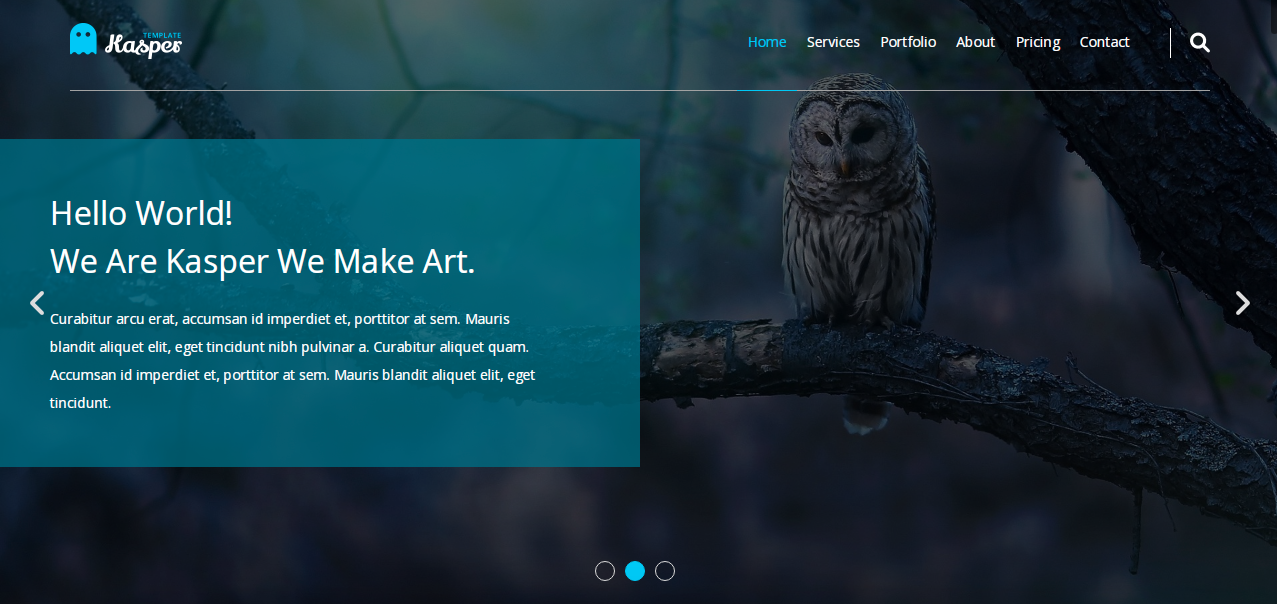 TEMPLATE
Kasper
Home Services Portfolio About Pricing Contact
Hello World!
We Are Kasper We Make Art.
Curabitur arcu erat, accumsan id imperdiet et, porttitor at sem. Mauris
blandit aliquet elit, eget tincidunt nibh pulvinar a. Curabitur aliquet quam.
Accumsan id imperdiet et, porttitor at sem. Mauris blandit aliquet elit, eget
tincidunt.